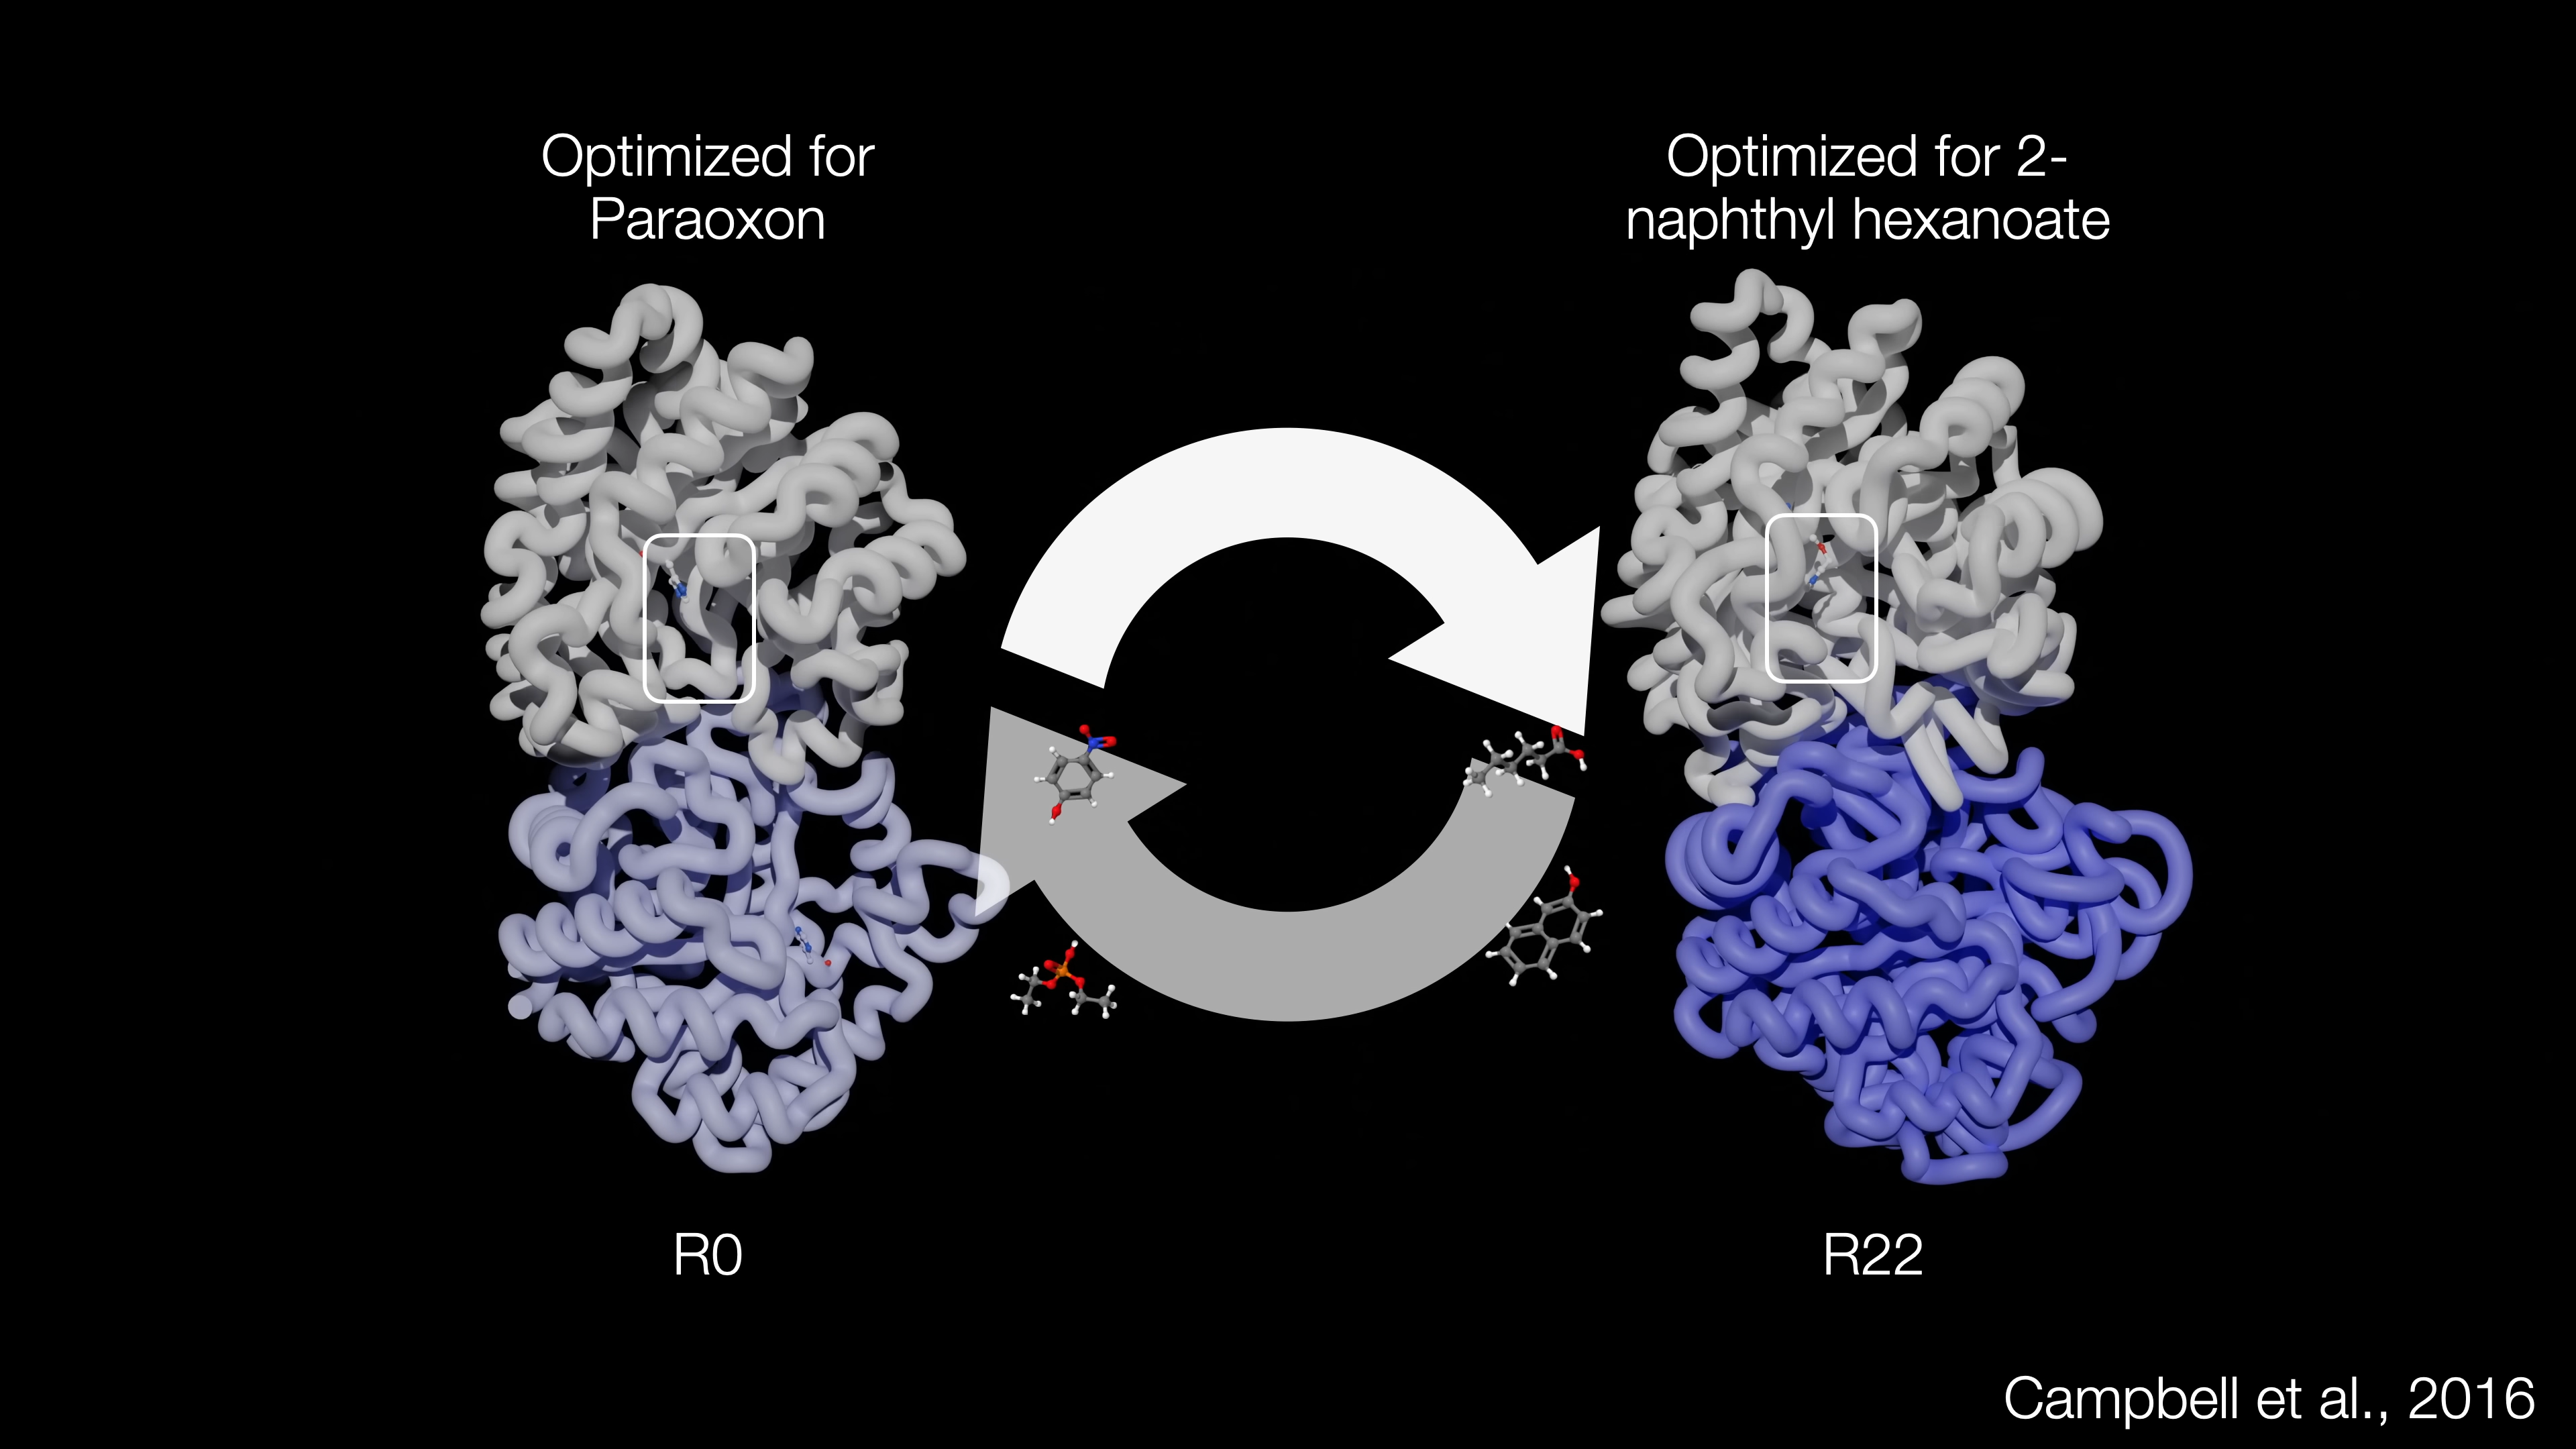 Optimized for
Paraoxon
Optimized for 2-
naphthyl hexanoate
R0
R22
Campbell et al., 2016